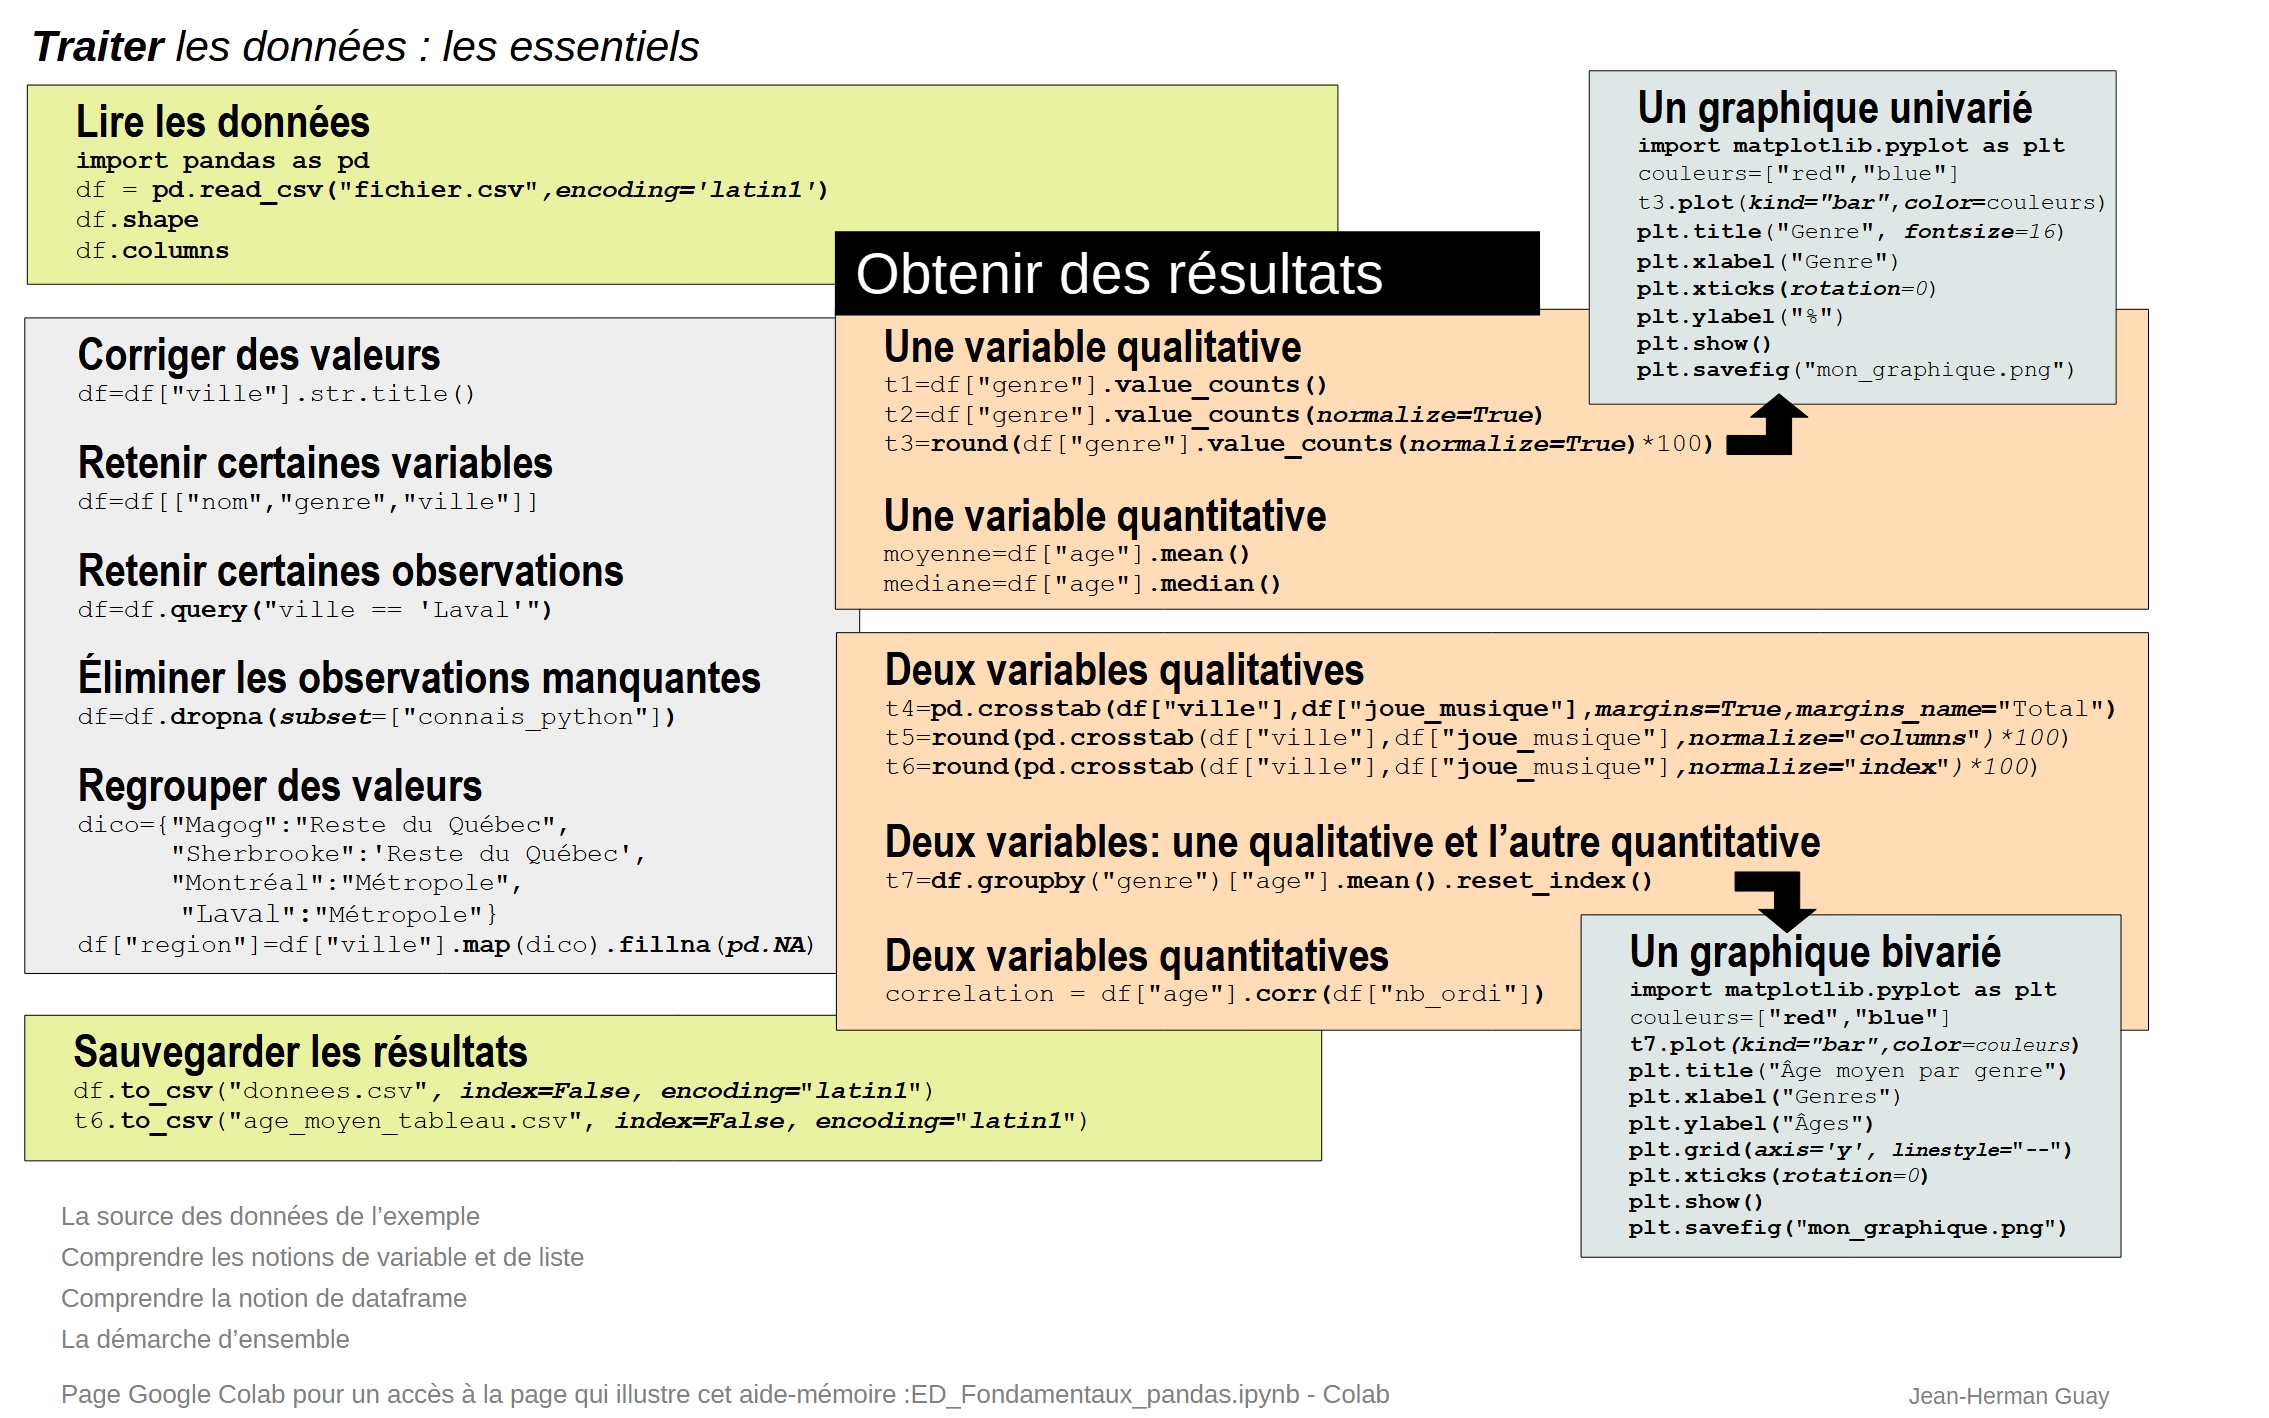 Traiter les données : les essentiels
Lire les données
import pandas as pd
df = pd.read_csv("fichier.csv",encoding='latin1')
df.shape
df.columns
Corriger des valeurs
df=df["ville"].str.title()
Retenir certaines variables
df=df[["nom","genre","ville"]]
Retenir certaines observations
df=df.query("ville == 'Laval'")
Éliminer les observations manquantes
df=df.dropna(subset=["connais_python"])
Regrouper des valeurs
dico={"Magog":"Reste du Québec",
"Sherbrooke":'Reste du Québec',
"Montréal":"Métropole",
"Laval":"Métropole"}
df["region"]=df["ville"].map(dico).fillna(pd.NA)
Sauvegarder les résultats
df.to_csv("donnees.csv", index=False, encoding="latin1")
t6.to_csv("age_moyen_tableau.csv", index=False, encoding="latin1")
Obtenir des résultats
Une variable qualitative
t1=df["genre"].value_counts()
t2=df["genre"].value_counts(normalize=True)
t3=round(df["genre"].value_counts(normalize=True)*100)
Une variable quantitative
moyenne=df["age"].mean()
mediane=df["age"].median()
Deux variables qualitatives
t4=pd.crosstab(df["ville"],df["joue_musique"],margins=True,margins_name="Total")
t5=round(pd.crosstab(df["ville"],df["joue_musique"],normalize="columns")*100)
t6=round(pd.crosstab(df["ville"],df["joue_musique"],normalize="index")*100)
Deux variables: une qualitative et l’autre quantitative
t7=df.groupby("genre")["age"].mean().reset_index()
Deux variables quantitatives
correlation = df["age"].corr(df["nb_ordi"])
Un graphique univarié
import matplotlib.pyplot as plt
couleurs=["red","blue"]
t3.plot(kind="bar",color=couleurs)
plt.title("Genre", fontsize=16)
plt.xlabel("Genre")
plt.xticks(rotation=0)
plt.ylabel("%")
plt.show()
plt.savefig("mon_graphique.png")
Un graphique bivarié
import matplotlib.pyplot as plt
couleurs=["red","blue"]
t7.plot(kind="bar",color=couleurs)
plt.title("Âge moyen par genre")
plt.xlabel("Genres")
plt.ylabel("Âges")
plt.grid(axis='y', linestyle="--")
plt.xticks(rotation=0)
plt.show()
plt.savefig("mon_graphique.png")
La source des données de l’exemple
Comprendre les notions de variable et de liste
Comprendre la notion de dataframe
La démarche d’ensemble
Page Google Colab pour un accès à la page qui illustre cet aide-mémoire :ED_Fondamentaux_pandas.ipynb - Colab
Jean-Herman Guay